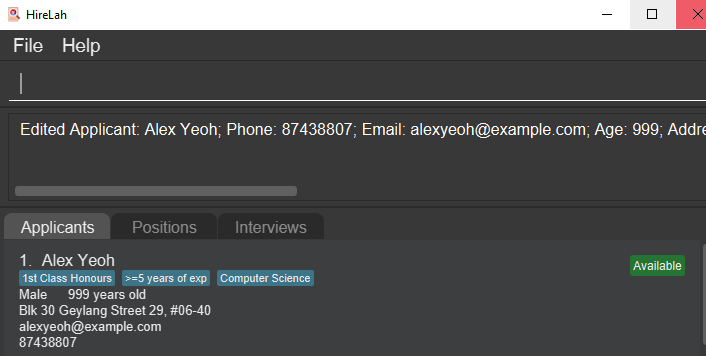 HireLah
File Help
Edited Applicant: Alex Yeoh; Phone: 87438807; Email: alexyeoh@example.com; Age: 999; Addre
Applicants Positions Interviews
1. Alex Yeoh
Available
1st Class Honours >=5 years of exp Computer Science
Male 999 years old
Blk 30 Geylang Street 29, #06-40
alexyeoh@example.com
87438807